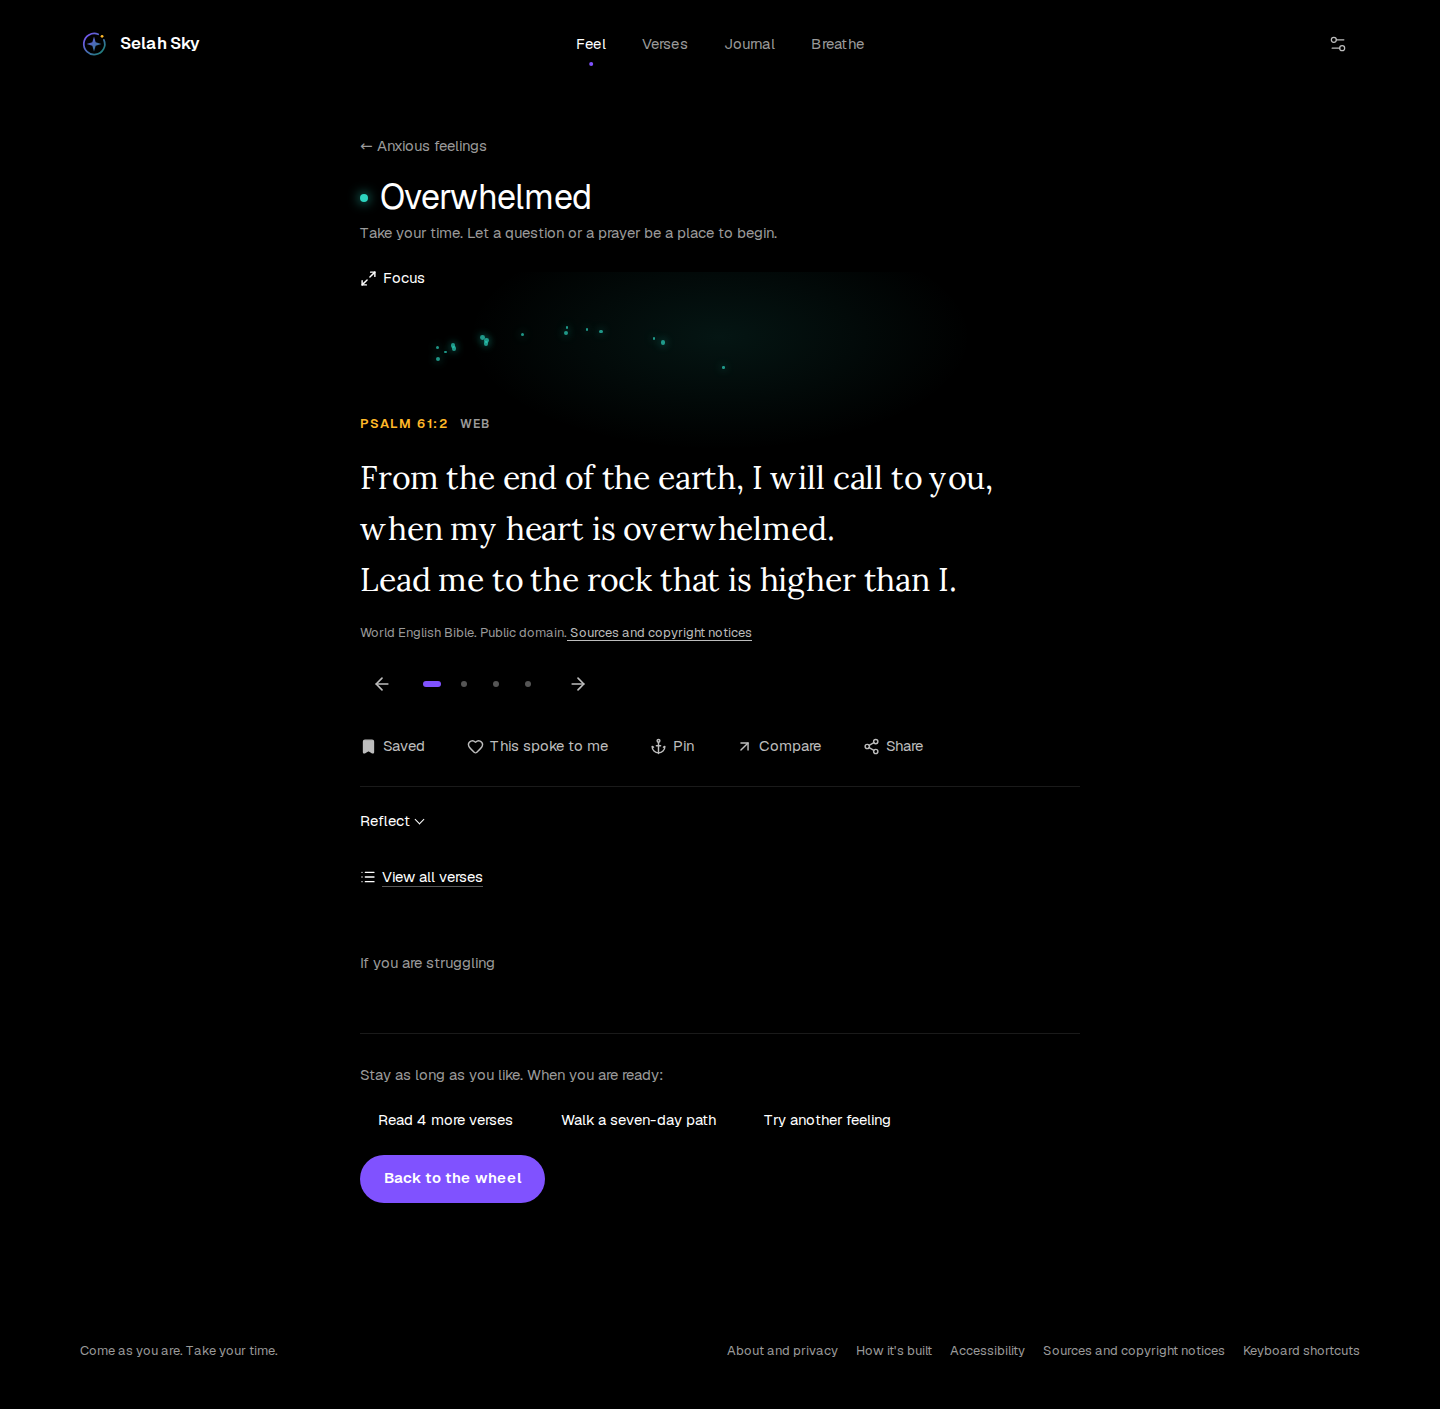 Selah Sky
Feel Verses Journal Breathe
← Anxious feelings
Overwhelmed
Take your time. Let a question or a prayer be a place to begin.
Focus
PSALM 61:2 WEB
From the end of the earth, I will call to you,
when my heart is overwhelmed.
Lead me to the rock that is higher than I.
World English Bible. Public domain. Sources and copyright notices
Saved This spoke to me Pin Compare Share
Reflect
View all verses
If you are struggling
Stay as long as you like. When you are ready:
Read 4 more verses Walk a seven-day path Try another feeling
Back to the wheel
Come as you are. Take your time. About and privacy How it's built Accessibility Sources and copyright notices Keyboard shortcuts